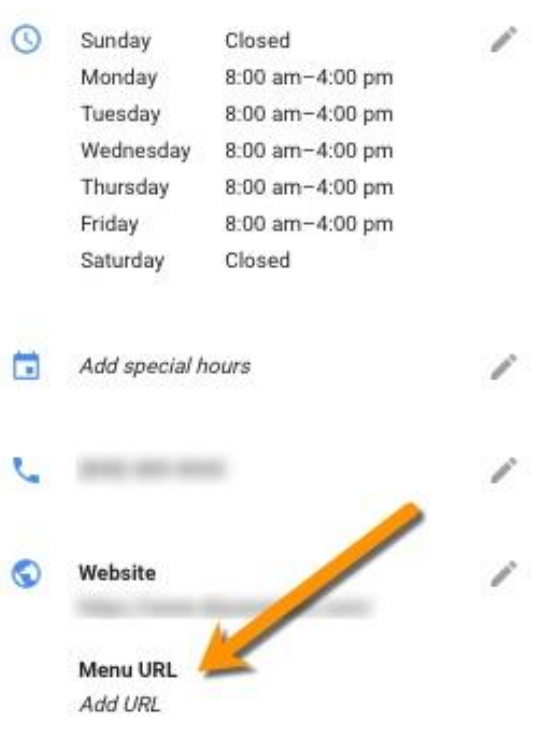 Sunday Closed
Monday 8:00 am–4:00 pm
Tuesday 8:00 am–4:00 pm
Wednesday 8:00 am–4:00 pm
Thursday 8:00 am–4:00 pm
Friday 8:00 am–4:00 pm
Saturday Closed
Add special hours
Website
Menu URL
Add URL